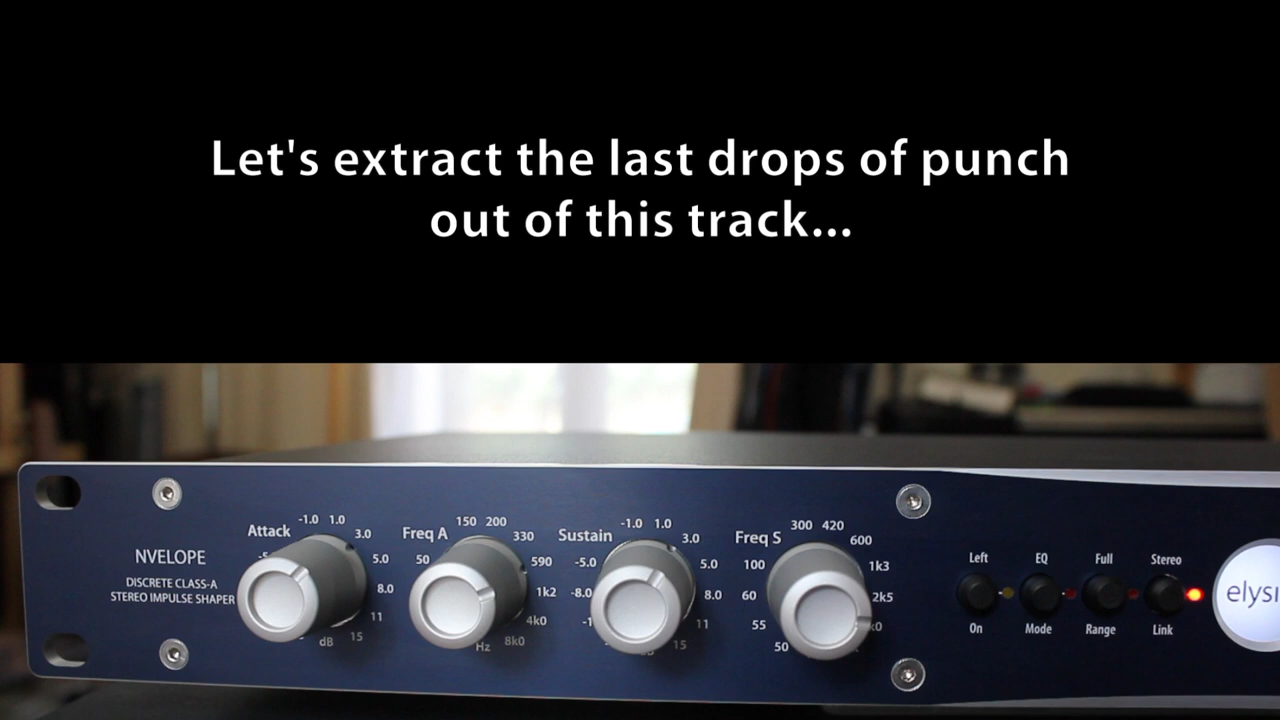 Let's extract the last drops of punch
out of this track...
NVELOPE
DISCRETE CLASS-A
STEREO IMPULSE SHAPER
Attack
-1.0 1.0
3.0
5.0
8.0
11
15
dB
Freq A
50
150 200
330
590
1k2
4k0
8k0
Hz
Sustain
-8.0
-5.0
-1.0 1.0
3.0
5.0
8.0
11
15
Freq S
50
55
60
100
300 420
600
1k3
2k5
Left
On
EQ
Mode
Full
Range
Stereo
Link